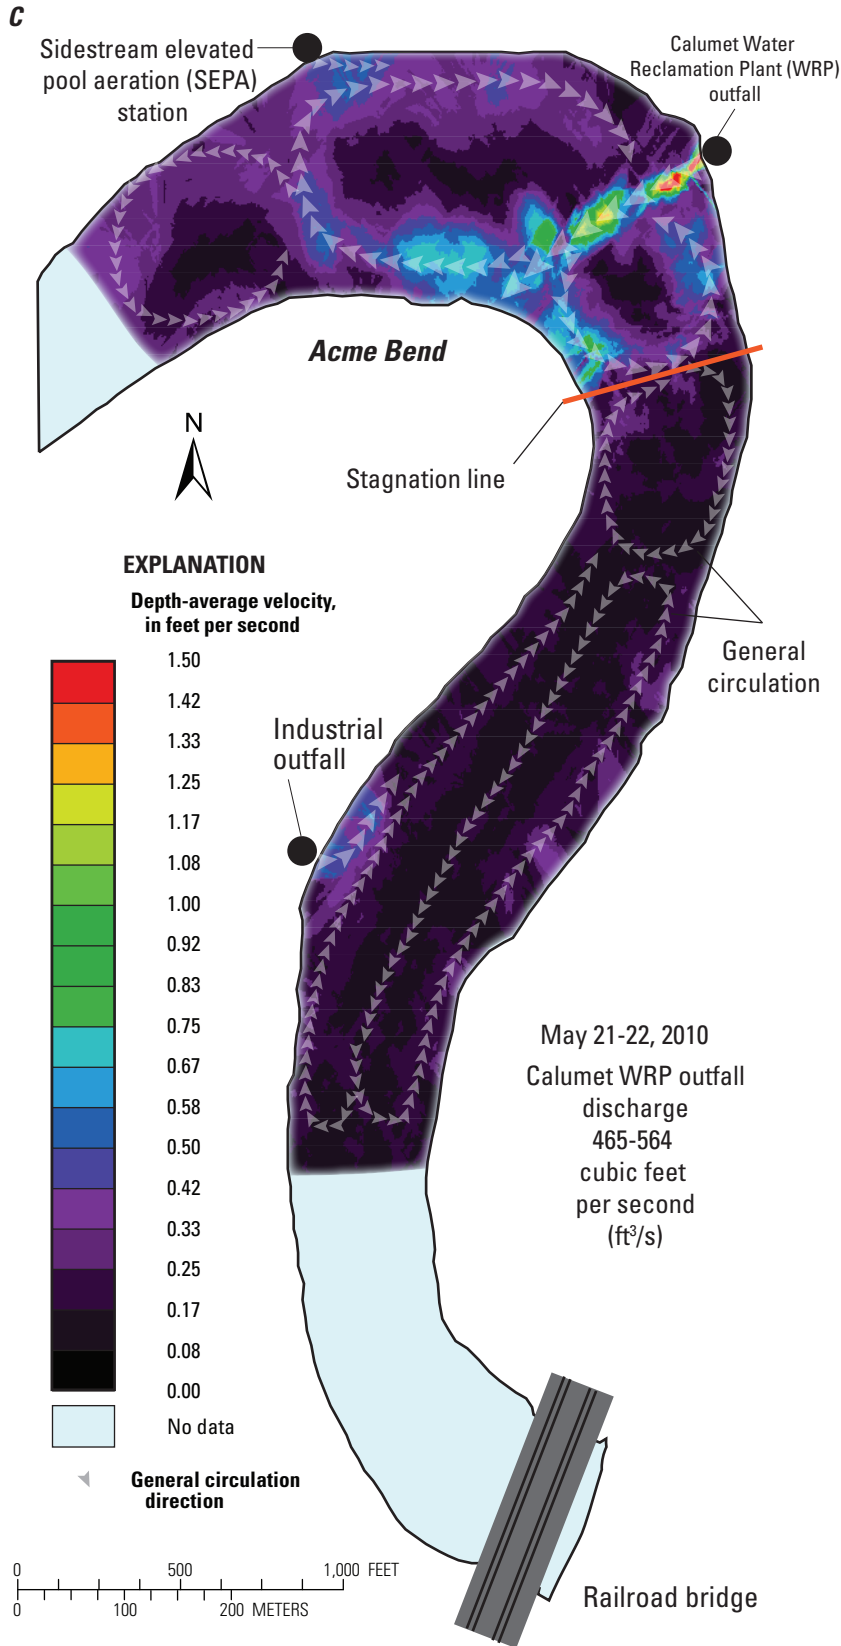 C
Sidestream elevated
pool aeration (SEPA)
station
Calumet Water
Reclamation Plant (WRP)
outfall
Acme Bend
N
Stagnation line
EXPLANATION
Depth-average velocity,
in feet per second
1.50
1.42
1.33
1.25
1.17
1.08
1.00
0.92
0.83
0.75
0.67
0.58
0.50
0.42
0.33
0.25
0.17
0.08
0.00
No data
General circulation
direction
General
circulation
Industrial
outfall
May 21-22, 2010
Calumet WRP outfall
discharge
465-564
cubic feet
per second
(ft³/s)
0 500 1,000 FEET
0 100 200 METERS
Railroad bridge